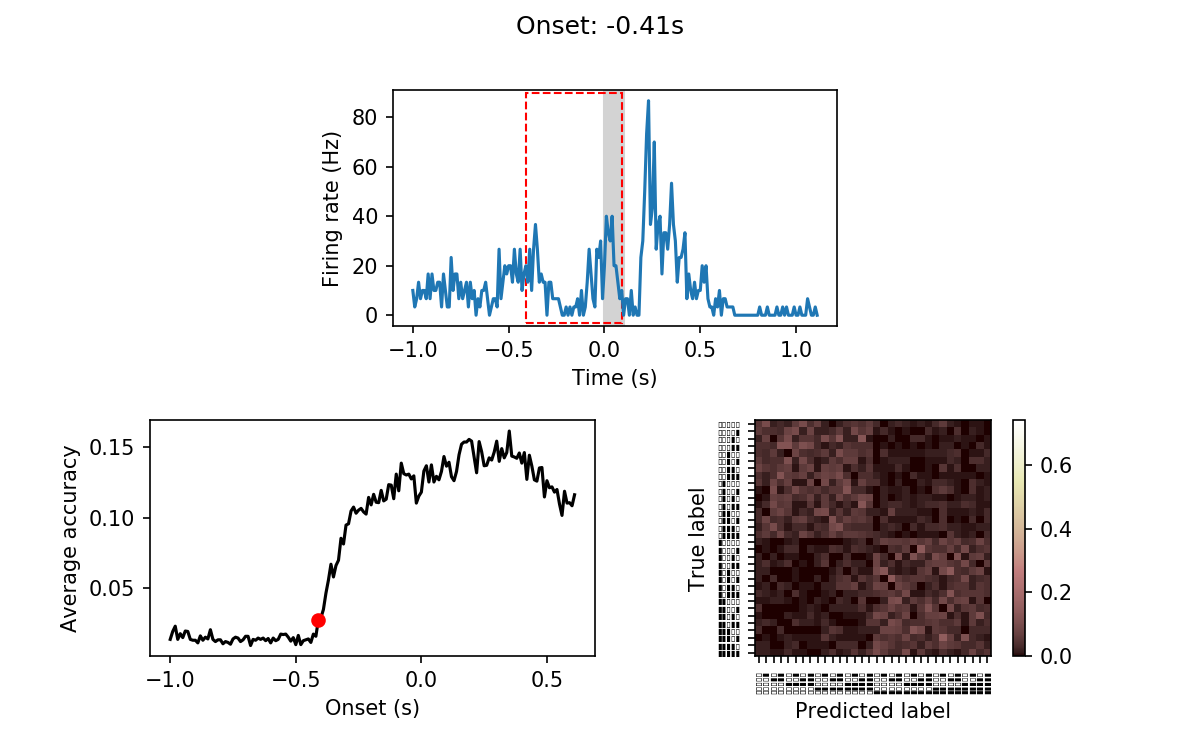 Onset: -0.41s
80
60
40
20
0
Firing rate (Hz)
−1.0 −0.5 0.0 0.5 1.0
Time (s)
0.15
0.10
0.05
Average accuracy
−1.0 −0.5 0.0 0.5
Onset (s)
True label
Predicted label
0.6
0.4
0.2
0.0